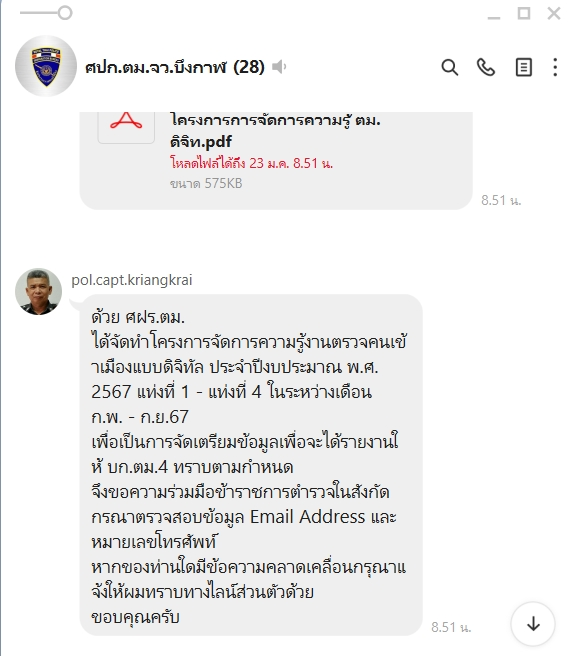 ศปก.ตม.จว.บึงกาฬ (28)
โครงการการจัดการความรู้ ตม.
ดิจิท.pdf
โหลดไฟล์ได้ถึง 23 ม.ค. 8.51 น.
ขนาด 575KB
8.51 น.
pol.capt.kriangkrai
ด้วย ศฝร.ตม.
ได้จัดทำโครงการจัดการความรู้งานตรวจคนเข้
าเมืองแบบดิจิทัล ประจำปีงบประมาณ พ.ศ.
2567 แท่งที่ 1 - แท่งที่ 4 ในระหว่างเดือน
ก.พ. - ก.ย.67
เพื่อเป็นการจัดเตรียมข้อมูลเพื่อจะได้รายงานใ
ห้ บก.ตม.4 ทราบตามกำหนด
จึงขอความร่วมมือข้าราชการตำรวจในสังกัด
กรุณาตรวจสอบข้อมูล Email Address และ
หมายเลขโทรศัพท์
หากของท่านใดมีข้อความคลาดเคลื่อนกรุณาแ
จ้งให้ผมทราบทางไลน์ส่วนตัวด้วย
ขอบคุณครับ
8.51 น.